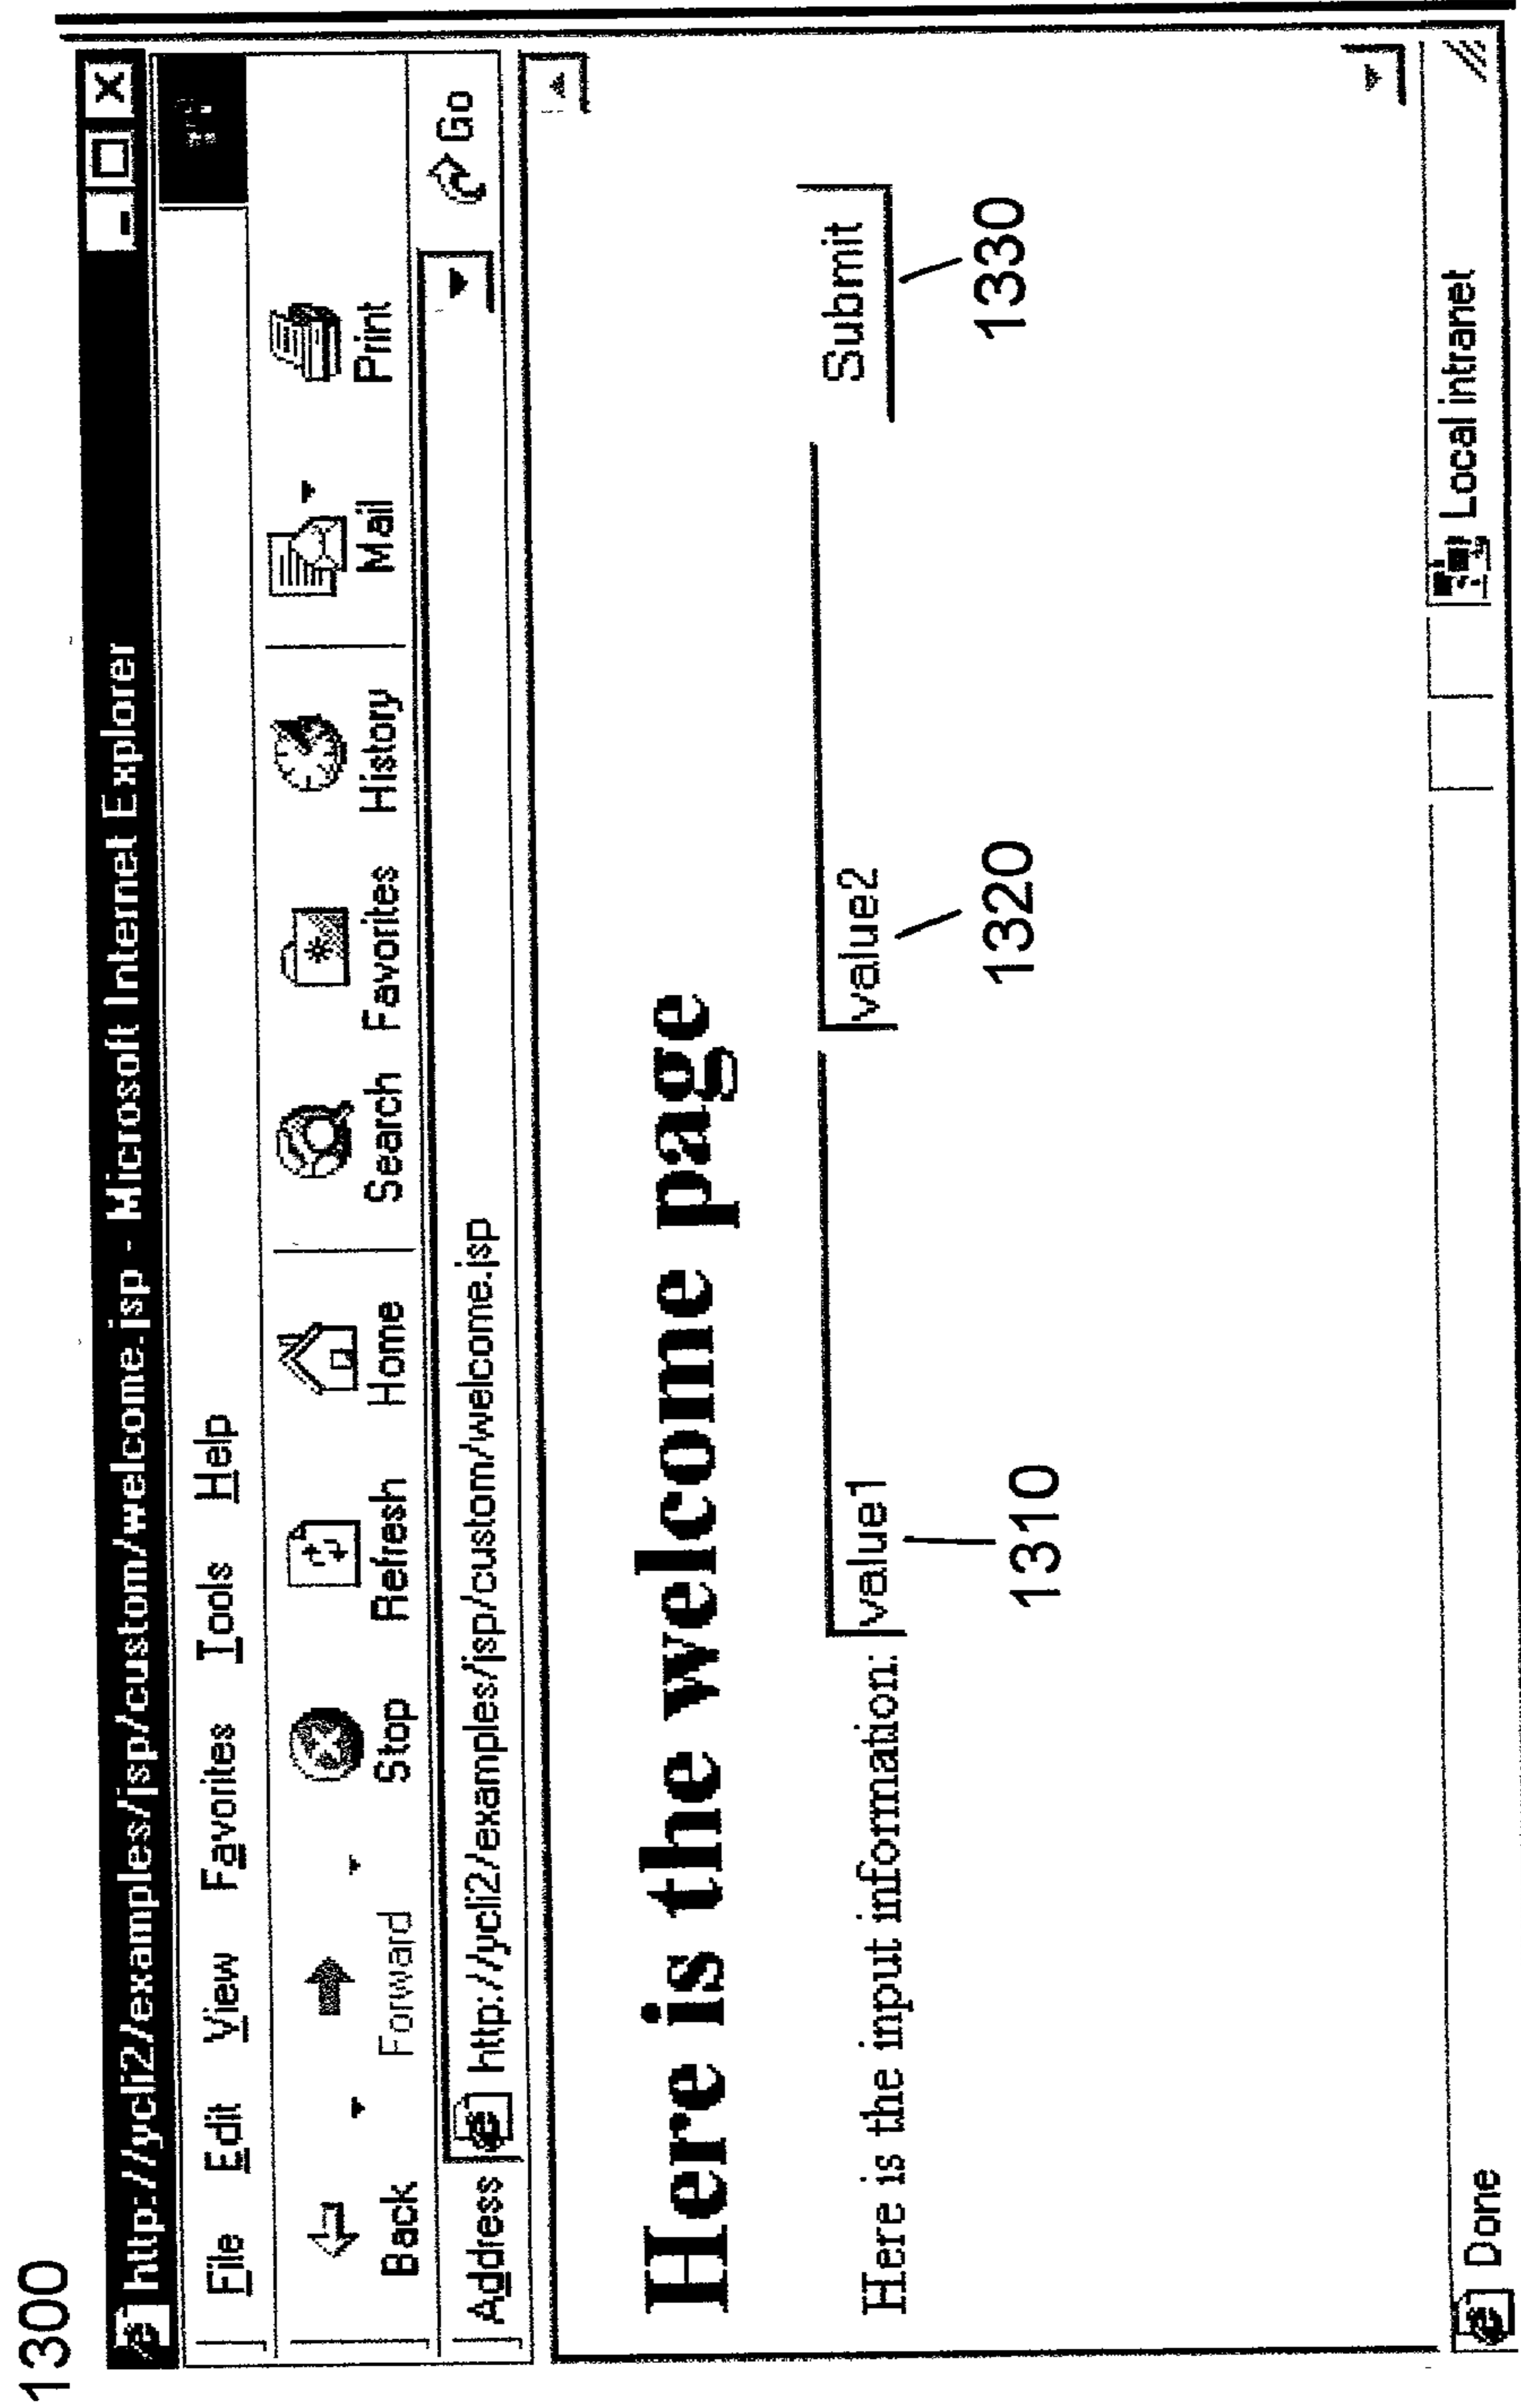 1300
http://ycli2/examples/jsp/custom/welcome.jsp - Microsoft Internet Explorer
File Edit View Favorites Tools Help
Back Forward Stop Refresh Home Search Favorites History Mail Print
Address http://ycli2/examples/jsp/custom/welcome.jsp Go
Here is the welcome page
Here is the input information: value1 value2 Submit
1310 1320 1330
Done Local intranet